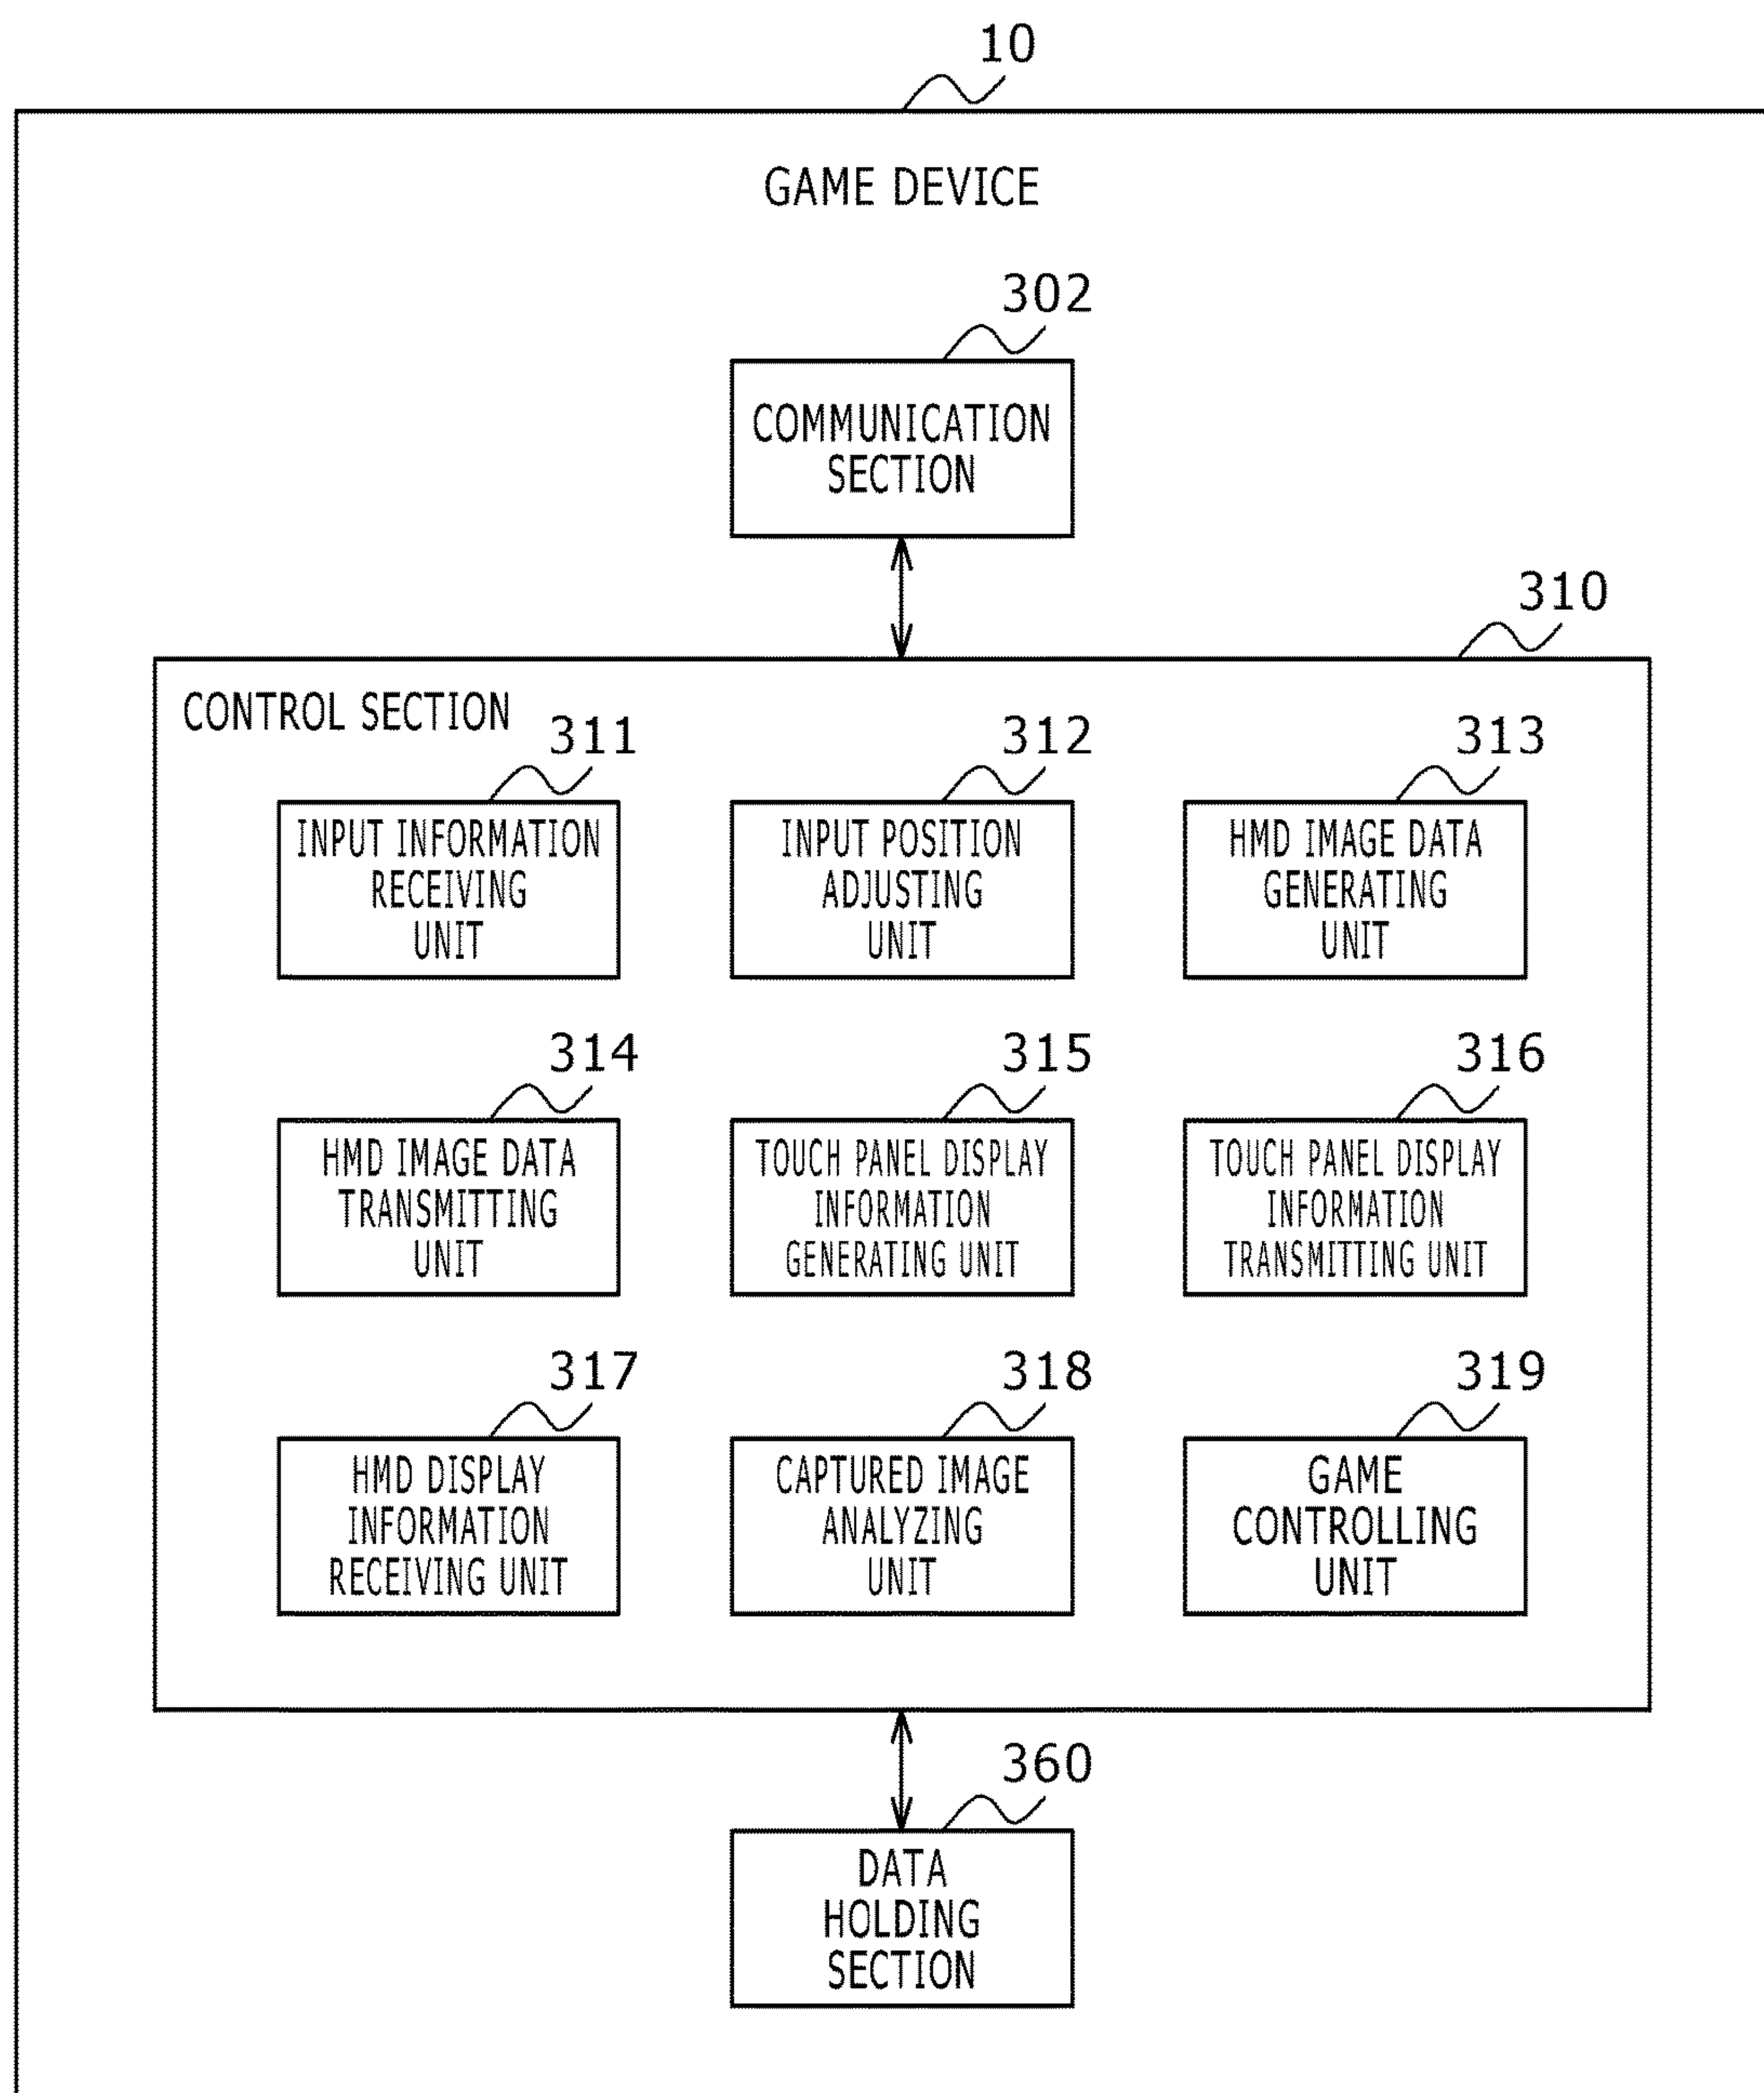 10
GAME DEVICE
302
COMMUNICATION
SECTION
310
CONTROL SECTION
311
INPUT INFORMATION
RECEIVING
UNIT
312
INPUT POSITION
ADJUSTING
UNIT
313
HMD IMAGE DATA
GENERATING
UNIT
314
HMD IMAGE DATA
TRANSMITTING
UNIT
315
TOUCH PANEL DISPLAY
INFORMATION
GENERATING UNIT
316
TOUCH PANEL DISPLAY
INFORMATION
TRANSMITTING UNIT
317
HMD DISPLAY
INFORMATION
RECEIVING UNIT
318
CAPTURED IMAGE
ANALYZING
UNIT
319
GAME
CONTROLLING
UNIT
360
DATA
HOLDING
SECTION